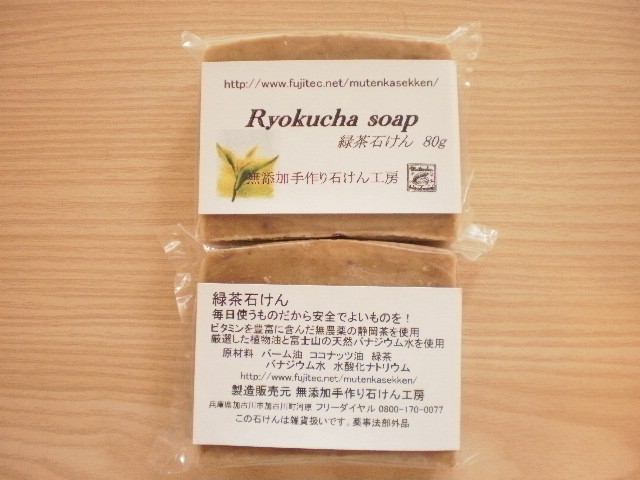 http://www.fujitec.net/mutenkasekken/
Ryokucha soap
緑茶石けん 80g
無添加手作り石けん工房
緑茶石けん
毎日使うものだから安全でよいものを！
ビタミンを豊富に含んだ無農薬の静岡茶を使用
厳選した植物油と富士山の天然バナジウム水を使用
原材料 パーム油 ココナッツ油 緑茶
バナジウム水 水酸化ナトリウム
http://www.fujitec.net/mutenkasekken/
製造販売元 無添加手作り石けん工房
兵庫県加古川市加古川町河原 フリーダイヤル 0800-170-0077
この石けんは雑貨扱いです。薬事法部外品